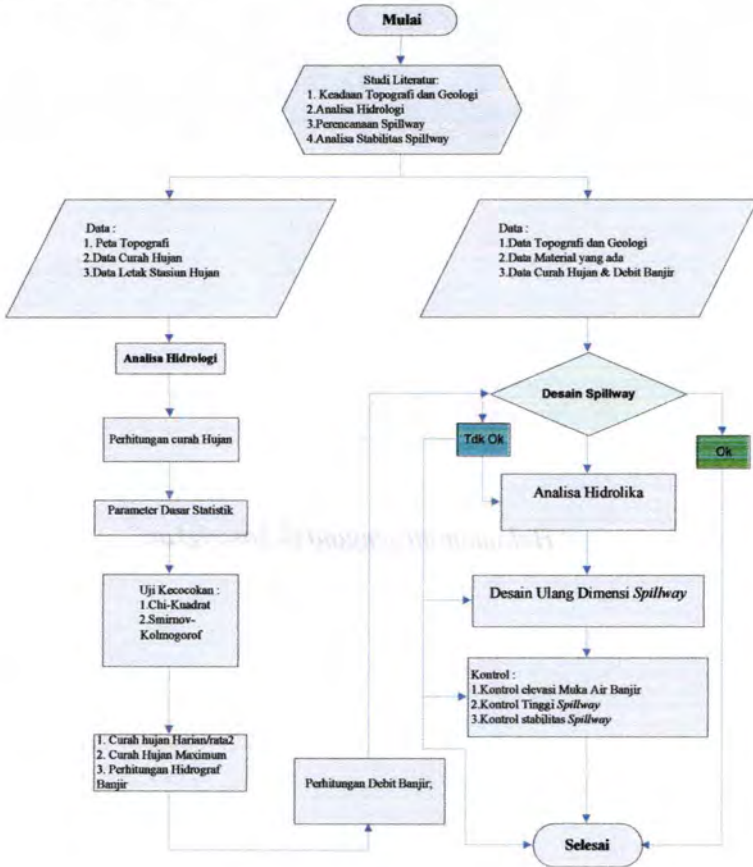 Mulai
Studi Literatur:
1. Keadaan Topografi dan Geologi
2.Analisa Hidrologi
3.Perencanaan Spillway
4.Analisa Stabilitas Spillway
Data :
1. Peta Topografi
2.Data Curah Hujan
3.Data Letak Stasiun Hujan
Data :
1.Data Topografi dan Geologi
2.Data Material yang ada
3.Data Curah Hujan & Debit Banjir
Analisa Hidrologi
Desain Spillway
Perhitungan curah Hujan
Tdk Ok
Ok
Analisa Hidrolika
Parameter Dasar Statistik
Uji Kecocokan :
1.Chi-Kuadrat
2.Smirnov-
Kolmogorof
Desain Ulang Dimensi Spillway
Kontrol :
1.Kontrol elevasi Muka Air Banjir
2.Kontrol Tinggi Spillway
3.Kontrol stabilitas Spillway
1. Curah hujan Harian/rata2
2. Curah Hujan Maximum
3. Perhitungan Hidrograf
Banjir
Perhitungan Debit Banjir;
Selesai